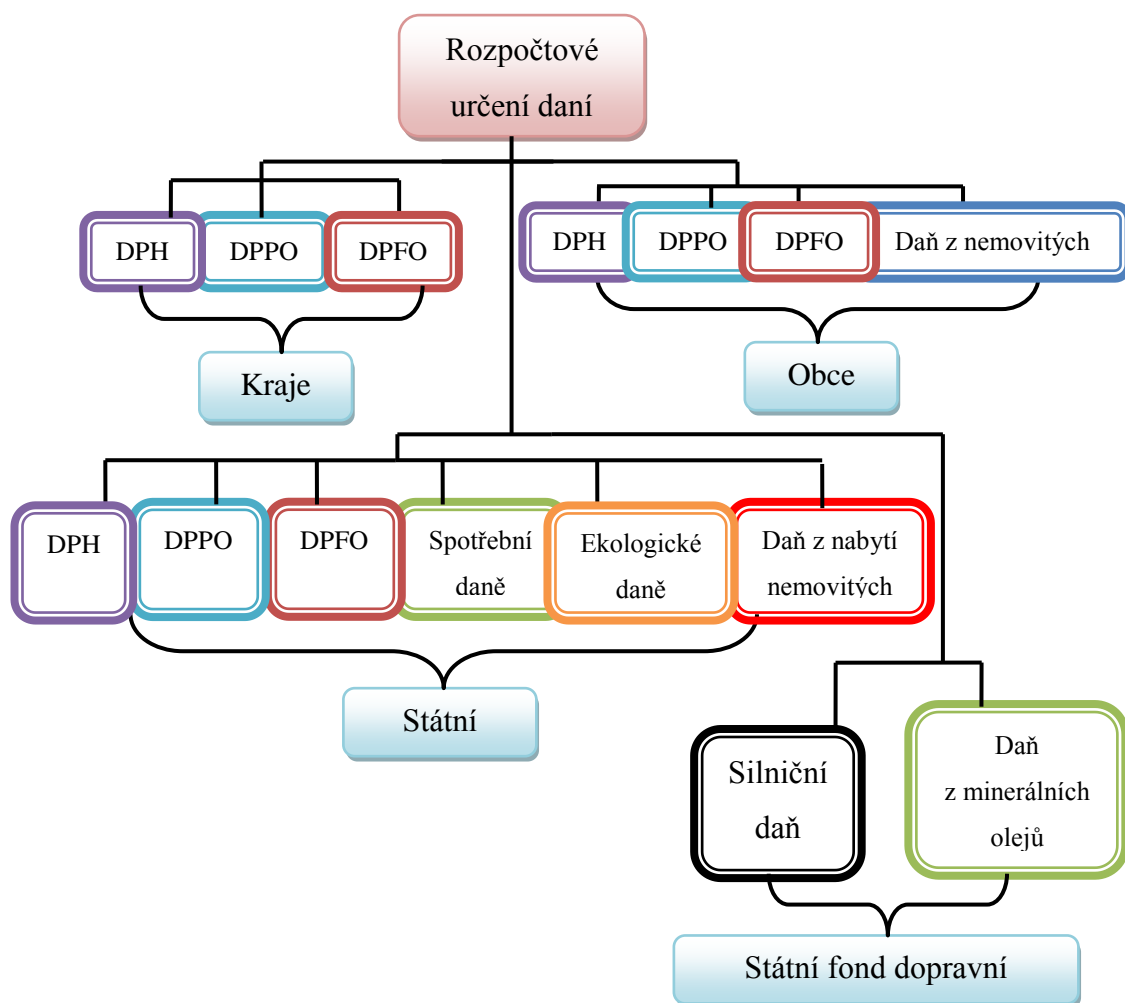 Rozpočtové
určení daní
DPH
DPPO
DPFO
DPH
DPPO
DPFO
Daň z nemovitých
Kraje
Obce
DPH
DPPO
DPFO
Spotřební
daně
Ekologické
daně
Daň z nabytí
nemovitých
Státní
Silniční
daň
Daň
z minerálních
olejů
Státní fond dopravní